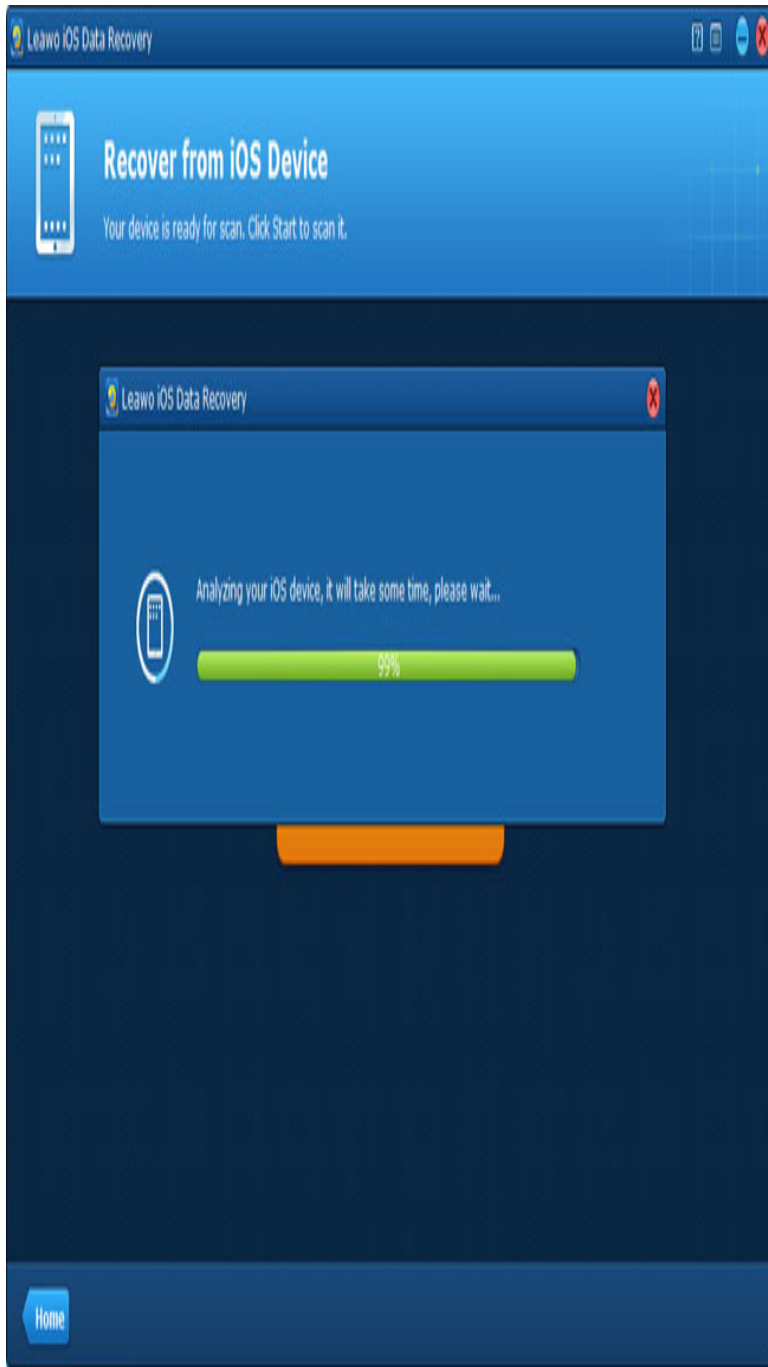 Leawo iOS Data Recovery
Recover from iOS Device
Your device is ready for scan. Click Start to scan it.
Leawo iOS Data Recovery
Analyzing your iOS device, it will take some time, please wait...
99%
Home